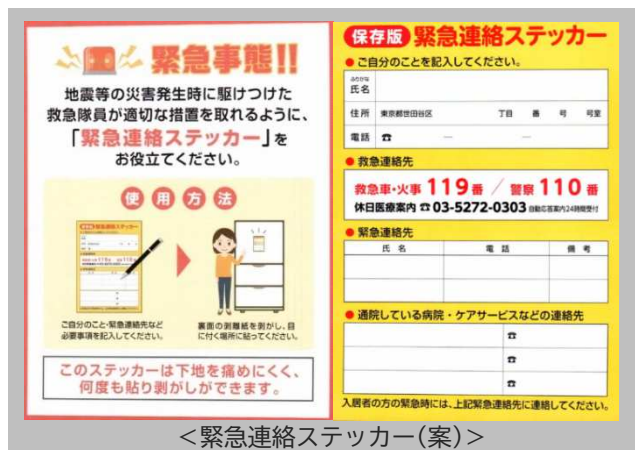 緊急事態!!
地震等の災害発生時に駆けつけた
救急隊員が適切な措置を取れるように、
「緊急連絡ステッカー」を
お役立てください。
使用方法
ご自分のこと・緊急連絡先など
必要事項を記入してください。
裏面の剥離紙を剥がし、目
に付く場所に貼ってください。
このステッカーは下地を痛めにくく、
何度も貼り剥がしができます。
保存版 緊急連絡ステッカー
● ご自分のことを記入してください。
ふりがな
氏名
住所 東京都世田谷区 丁目 番 号 号室
電話 ☎ ― ―
● 救急連絡先
救急車・火事 119番 / 警察 110番
休日医療案内 ☎ 03-5272-0303 自動応答案内24時間受付
● 緊急連絡先
氏名 電話 備考
● 通院している病院・ケアサービスなどの連絡先
☎
☎
☎
入居者の方の緊急時には、上記緊急連絡先に連絡してください。
<緊急連絡ステッカー(案)>